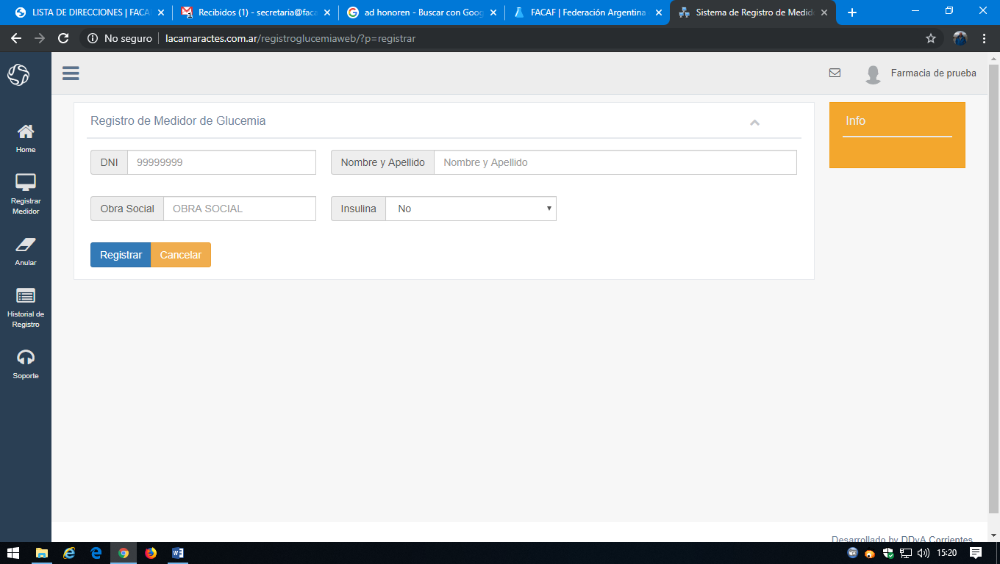 LISTA DE DIRECCIONES | FACA
Recibidos (1) - secretaria@faca
ad honoren - Buscar con Goog
FACAF | Federación Argentina
Sistema de Registro de Medid
No seguro
lacamaractes.com.ar/registroglucemiaweb/?p=registrar
Farmacia de prueba
Home
Registrar
Medidor
Anular
Historial de
Registro
Soporte
Registro de Medidor de Glucemia
DNI 99999999
Nombre y Apellido Nombre y Apellido
Obra Social OBRA SOCIAL
Insulina No
Registrar Cancelar
Info
Desarrollado by DDyA Corrientes
15:20